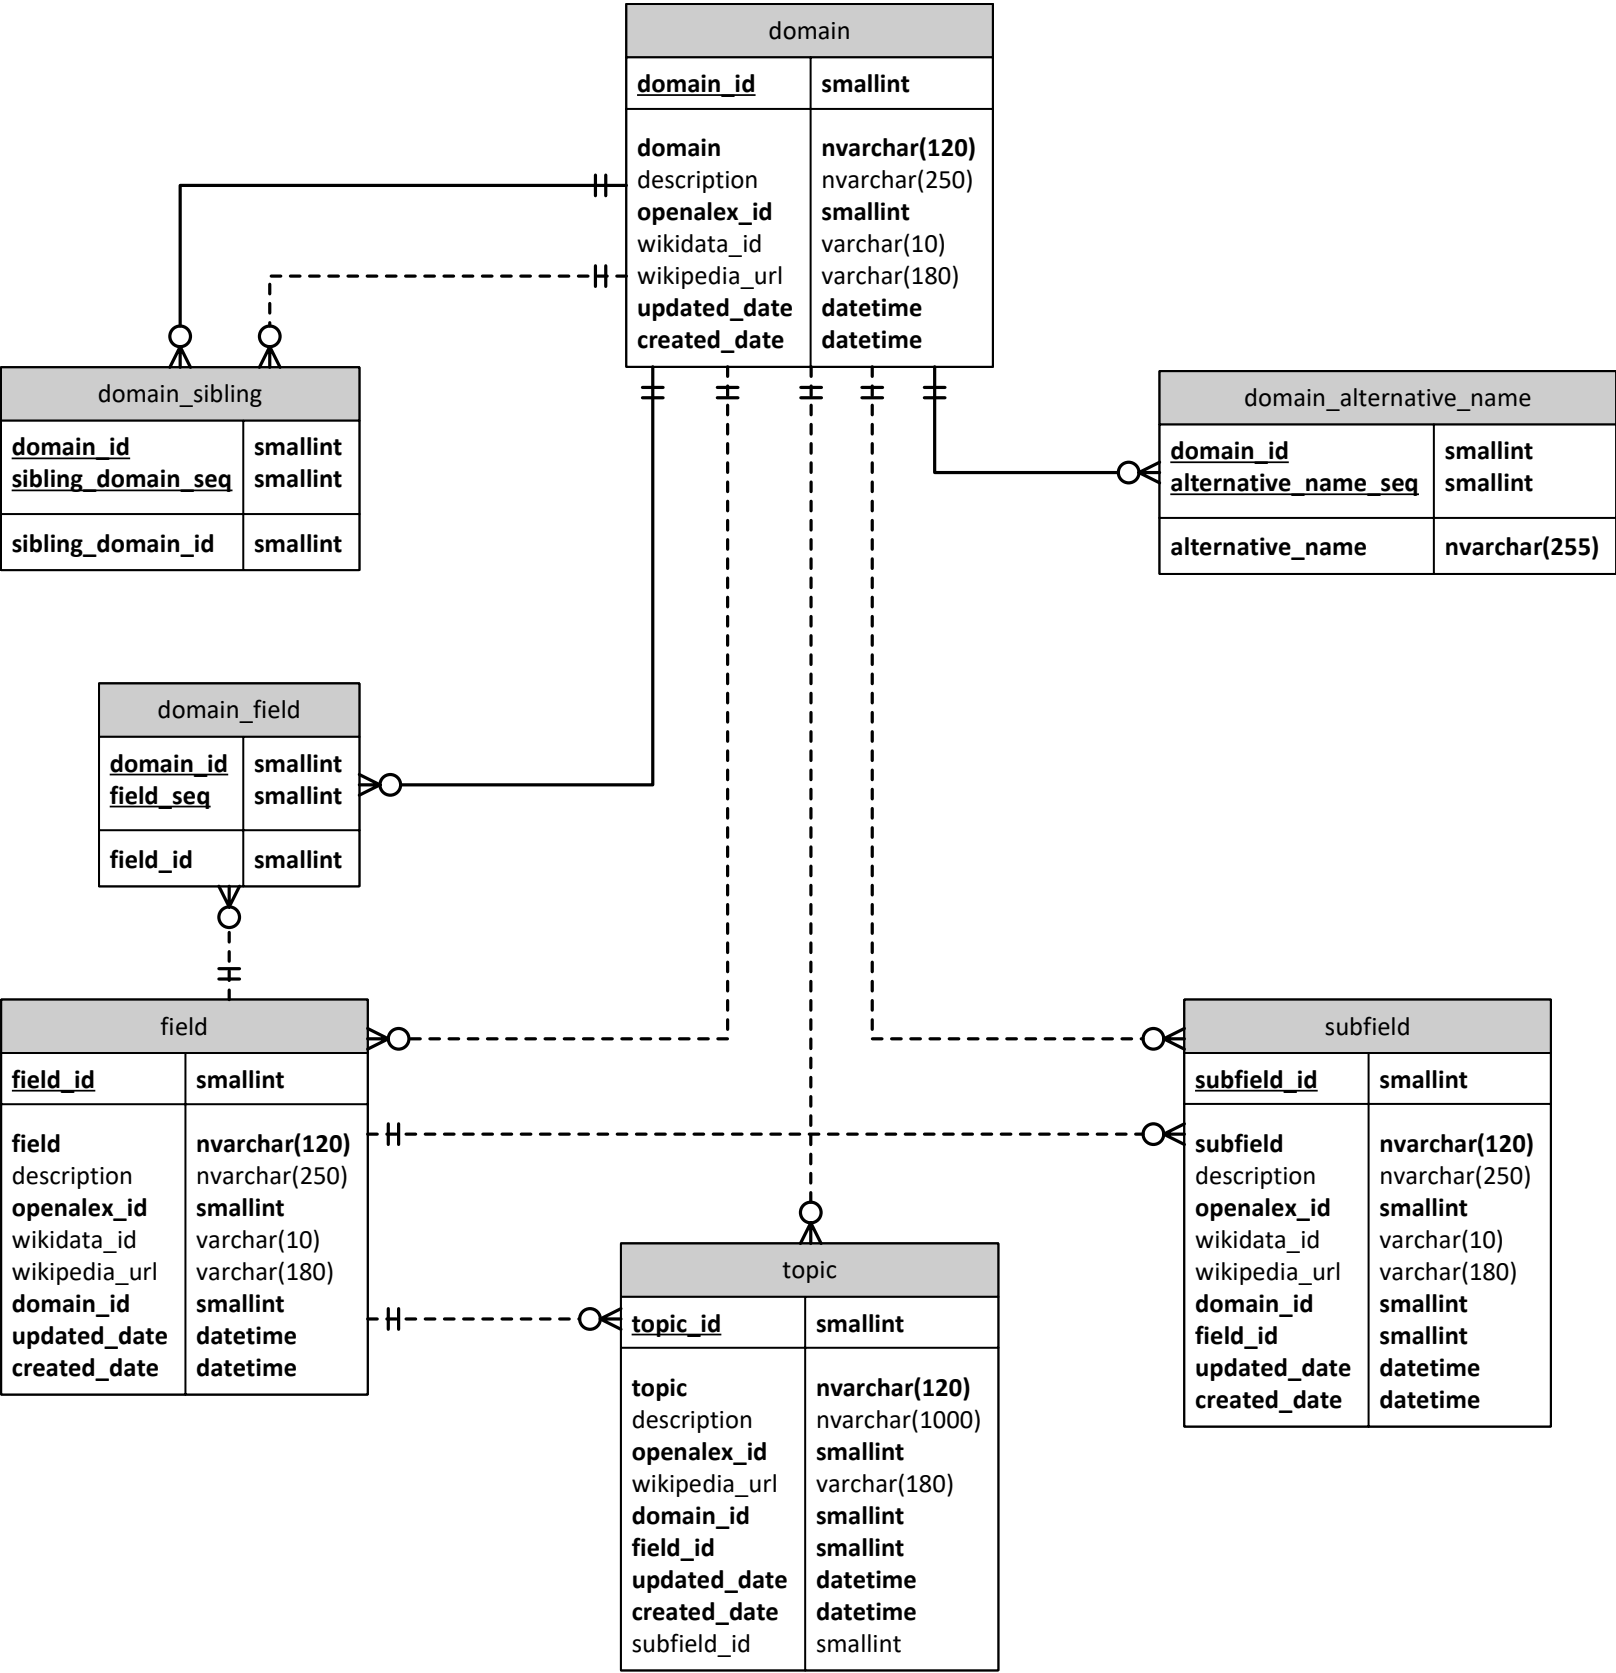 domain
domain_id smallint
domain nvarchar(120)
description nvarchar(250)
openalex_id smallint
wikidata_id varchar(10)
wikipedia_url varchar(180)
updated_date datetime
created_date datetime
domain_sibling
domain_id smallint
sibling_domain_seq smallint
sibling_domain_id smallint
domain_alternative_name
domain_id smallint
alternative_name_seq smallint
alternative_name nvarchar(255)
domain_field
domain_id smallint
field_seq smallint
field_id smallint
field
field_id smallint
field nvarchar(120)
description nvarchar(250)
openalex_id smallint
wikidata_id varchar(10)
wikipedia_url varchar(180)
domain_id smallint
updated_date datetime
created_date datetime
subfield
subfield_id smallint
subfield nvarchar(120)
description nvarchar(250)
openalex_id smallint
wikidata_id varchar(10)
wikipedia_url varchar(180)
domain_id smallint
field_id smallint
updated_date datetime
created_date datetime
topic
topic_id smallint
topic nvarchar(120)
description nvarchar(1000)
openalex_id smallint
wikipedia_url varchar(180)
domain_id smallint
field_id smallint
updated_date datetime
created_date datetime
subfield_id smallint